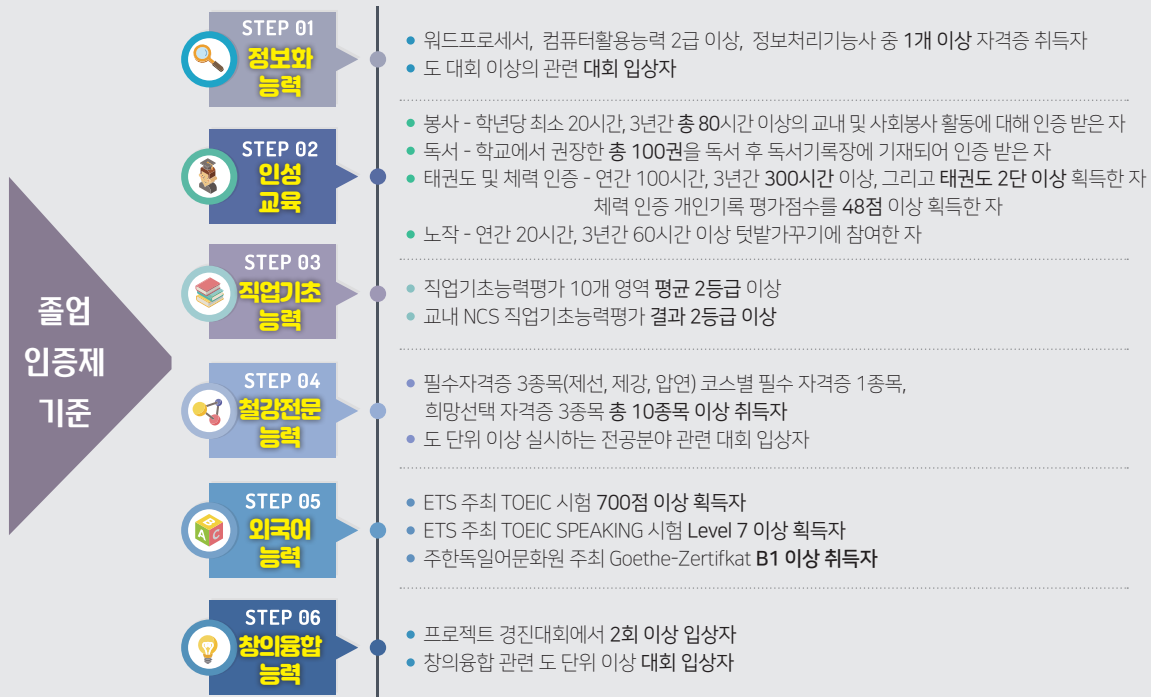 졸업
인증제
기준
STEP 01
정보화
능력
• 워드프로세서, 컴퓨터활용능력 2급 이상, 정보처리기능사 중 1개 이상 자격증 취득자
• 도 대회 이상의 관련 대회 입상자
STEP 02
인성
교육
• 봉사 - 학년당 최소 20시간, 3년간 총 80시간 이상의 교내 및 사회봉사 활동에 대해 인증 받은 자
• 독서 - 학교에서 권장한 총 100권을 독서 후 독서기록장에 기재되어 인증 받은 자
• 태권도 및 체력 인증 - 연간 100시간, 3년간 300시간 이상, 그리고 태권도 2단 이상 획득한 자
체력 인증 개인기록 평가점수를 48점 이상 획득한 자
• 노작 - 연간 20시간, 3년간 60시간 이상 텃밭가꾸기에 참여한 자
STEP 03
직업기초
능력
• 직업기초능력평가 10개 영역 평균 2등급 이상
• 교내 NCS 직업기초능력평가 결과 2등급 이상
STEP 04
철강전문
능력
• 필수자격증 3종목(제선, 제강, 압연) 코스별 필수 자격증 1종목,
희망선택 자격증 3종목 총 10종목 이상 취득자
• 도 단위 이상 실시하는 전공분야 관련 대회 입상자
STEP 05
외국어
능력
A
B
C
• ETS 주최 TOEIC 시험 700점 이상 획득자
• ETS 주최 TOEIC SPEAKING 시험 Level 7 이상 획득자
• 주한독일어문화원 주최 Goethe-Zertifkat B1 이상 취득자
STEP 06
창의융합
능력
• 프로젝트 경진대회에서 2회 이상 입상자
• 창의융합 관련 도 단위 이상 대회 입상자